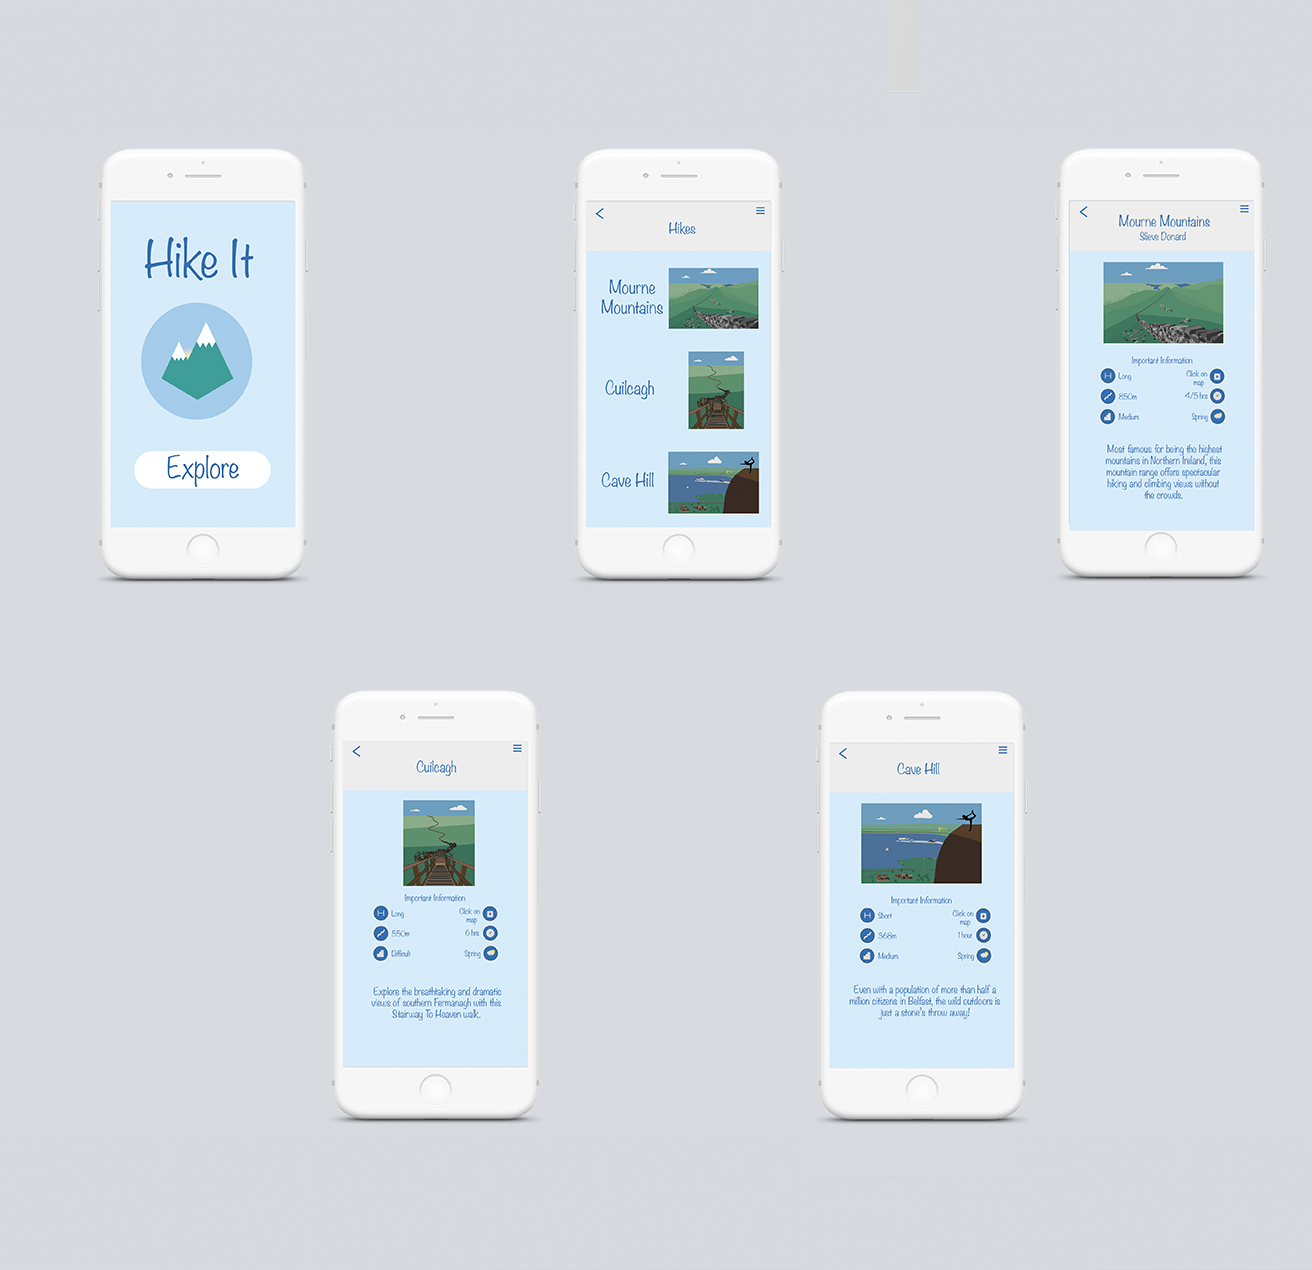 Hike It
Explore
Hikes
Mourne
Mountains
Cuilcagh
Cave Hill
Mourne Mountains
Slieve Donard
Important Information
Long
Click on
map
850m
4/5 hrs
Medium
Spring
Most famous for being the highest
mountains in Northern Ireland, this
mountain range offers spectacular
hiking and climbing views without
the crowds.
Cuilcagh
Important Information
Long
Click on
map
550m
6 hrs
Difficult
Spring
Explore the breathtaking and dramatic
views of southern Fermanagh with this
Stairway To Heaven walk.
Cave Hill
Important Information
Short
Click on
map
368m
1 hour
Medium
Spring
Even with a population of more than half a
million citizens in Belfast, the wild outdoors is
just a stone's throw away!